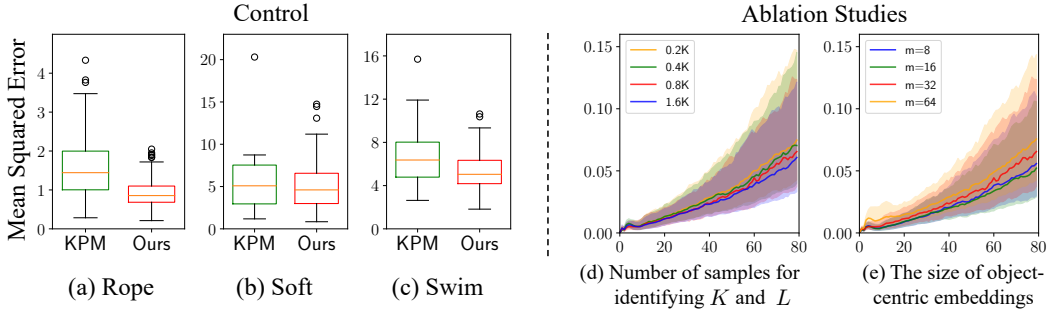 Control
Ablation Studies
Mean Squared Error
4
3
2
1
0
KPM
Ours
(a) Rope
20
15
10
5
0
KPM
Ours
(b) Soft
16
12
8
4
0
KPM
Ours
(c) Swim
0.15
0.10
0.05
0.00
0.2K
0.4K
0.8K
1.6K
0
20
40
60
80
(d) Number of samples for
identifying K and L
0.15
0.10
0.05
0.00
m=8
m=16
m=32
m=64
0
20
40
60
80
(e) The size of object-
centric embeddings